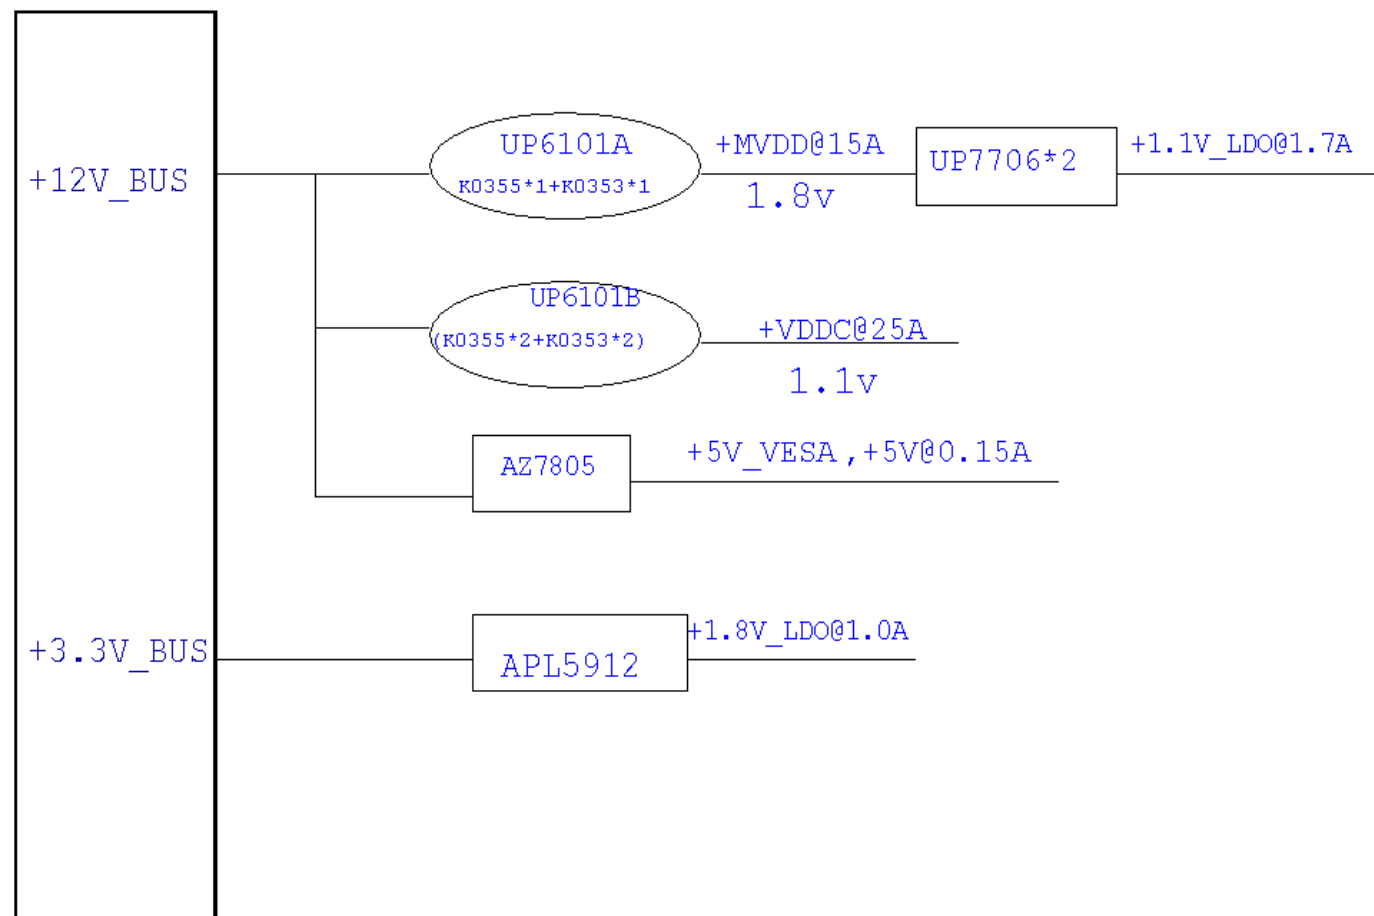 +12V_BUS
UP6101A
K0355*1+K0353*1
+MVDD@15A
1.8v
UP7706*2
+1.1V_LDO@1.7A
UP6101B
(K0355*2+K0353*2)
+VDDC@25A
1.1v
AZ7805
+5V_VESA,+5V@0.15A
+3.3V_BUS
APL5912
+1.8V_LDO@1.0A